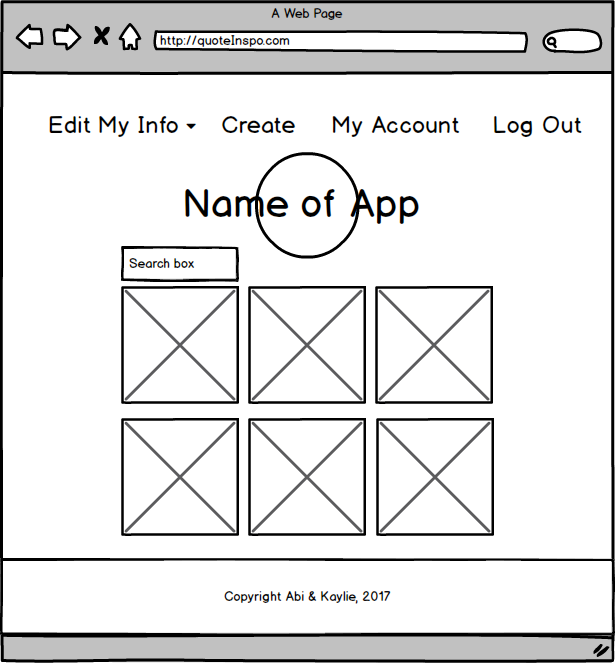 A Web Page
http://quoteInspo.com
Edit My Info Create My Account Log Out
Name of App
Search box
Copyright Abi & Kaylie, 2017